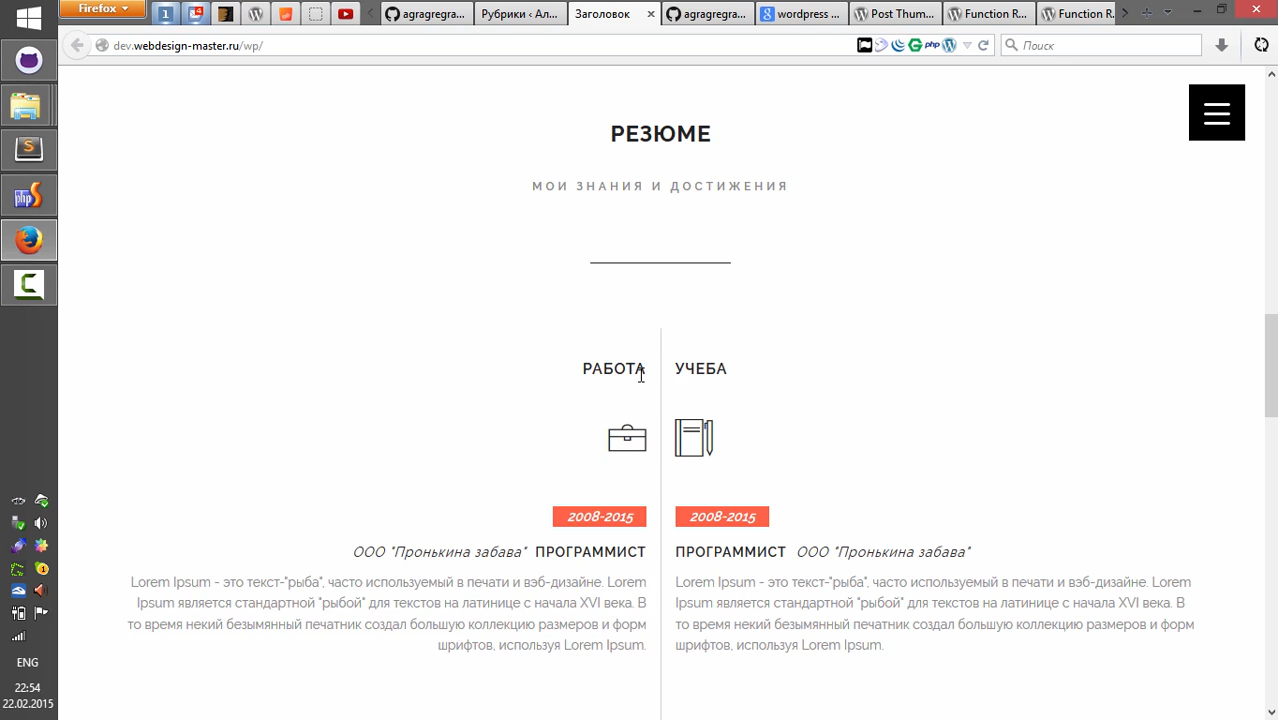 Firefox
agragregra...
Рубрики ‹ Ал...
Заголовок
agragregra...
wordpress ...
Post Thum...
Function R...
Function R.
dev.webdesign-master.ru/wp/
php
Поиск
РЕЗЮМЕ
МОИ ЗНАНИЯ И ДОСТИЖЕНИЯ
РАБОТА
УЧЕБА
2008-2015
2008-2015
ООО "Пронькина забава" ПРОГРАММИСТ
ПРОГРАММИСТ ООО "Пронькина забава"
Lorem Ipsum - это текст-"рыба", часто используемый в печати и вэб-дизайне. Lorem
Ipsum является стандартной "рыбой" для текстов на латинице с начала XVI века. В
то время некий безымянный печатник создал большую коллекцию размеров и форм
шрифтов, используя Lorem Ipsum.
Lorem Ipsum - это текст-"рыба", часто используемый в печати и вэб-дизайне. Lorem
Ipsum является стандартной "рыбой" для текстов на латинице с начала XVI века. В
то время некий безымянный печатник создал большую коллекцию размеров и форм
шрифтов, используя Lorem Ipsum.
ENG
22:54
22.02.2015